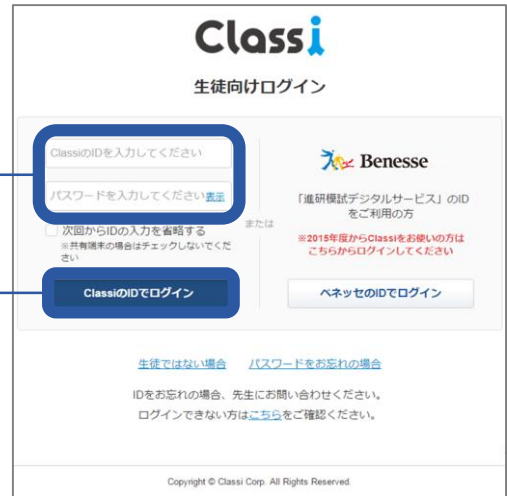 Classi
生徒向けログイン
ClassiのIDを入力してください
パスワードを入力してください 表示
次回からIDの入力を省略する
※共有端末の場合はチェックしないでくだ
さい
ClassiのIDでログイン
または
Benesse
「進研模試デジタルサービス」のID
をご利用の方
※2015年度からClassiをお使いの方は
こちらからログインしてください
ベネッセのIDでログイン
生徒ではない場合 パスワードをお忘れの場合
IDをお忘れの場合、先生にお問い合わせください。
ログインできない方はこちらをご確認ください。
Copyright © Classi Corp. All Rights Reserved.